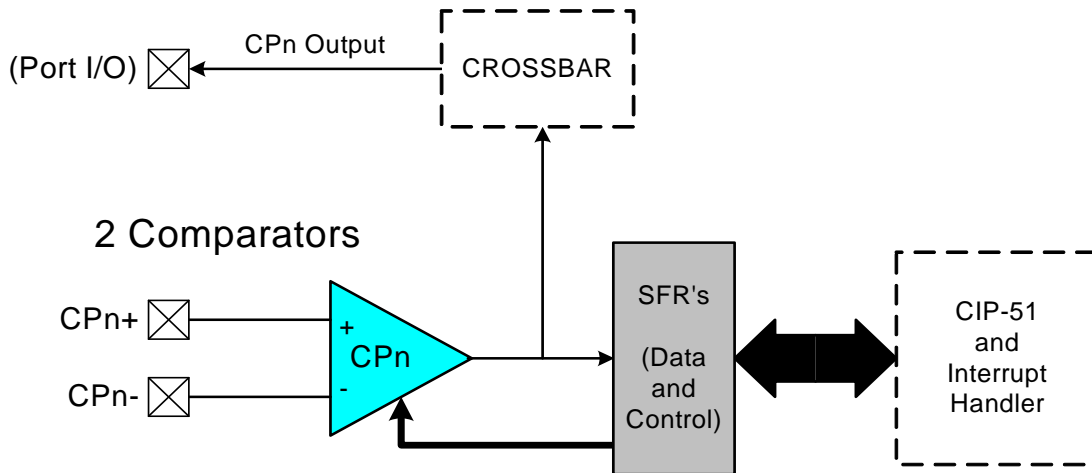 (Port I/O)
CPn Output
CROSSBAR
2 Comparators
CPn+
CPn-
+
CPn
-
SFR's
(Data
and
Control)
CIP-51
and
Interrupt
Handler